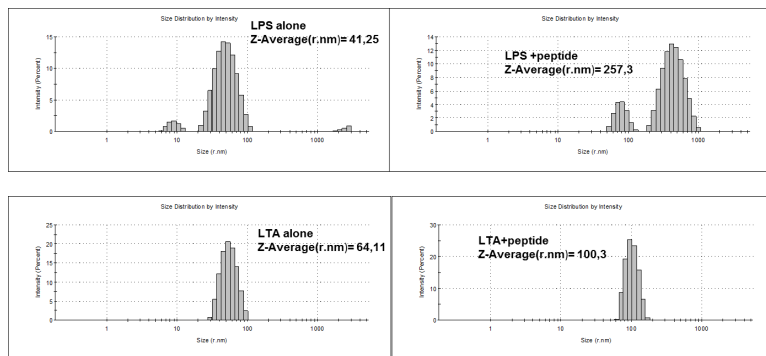 Size Distribution by Intensity
LPS alone
Z-Average(r.nm)= 41,25
15
10
5
0
Intensity (Percent)
1
10
100
1000
Size (r.nm)
Size Distribution by Intensity
LPS +peptide
Z-Average(r.nm)= 257,3
14
12
10
8
6
4
2
0
Intensity (Percent)
1
10
100
1000
Size (r.nm)
Size Distribution by Intensity
LTA alone
Z-Average(r.nm)= 64,11
25
20
15
10
5
0
Intensity (Percent)
1
10
100
1000
Size (r.nm)
Size Distribution by Intensity
LTA+peptide
Z-Average(r.nm)= 100,3
30
20
10
0
Intensity (Percent)
1
10
100
1000
Size (r.nm)